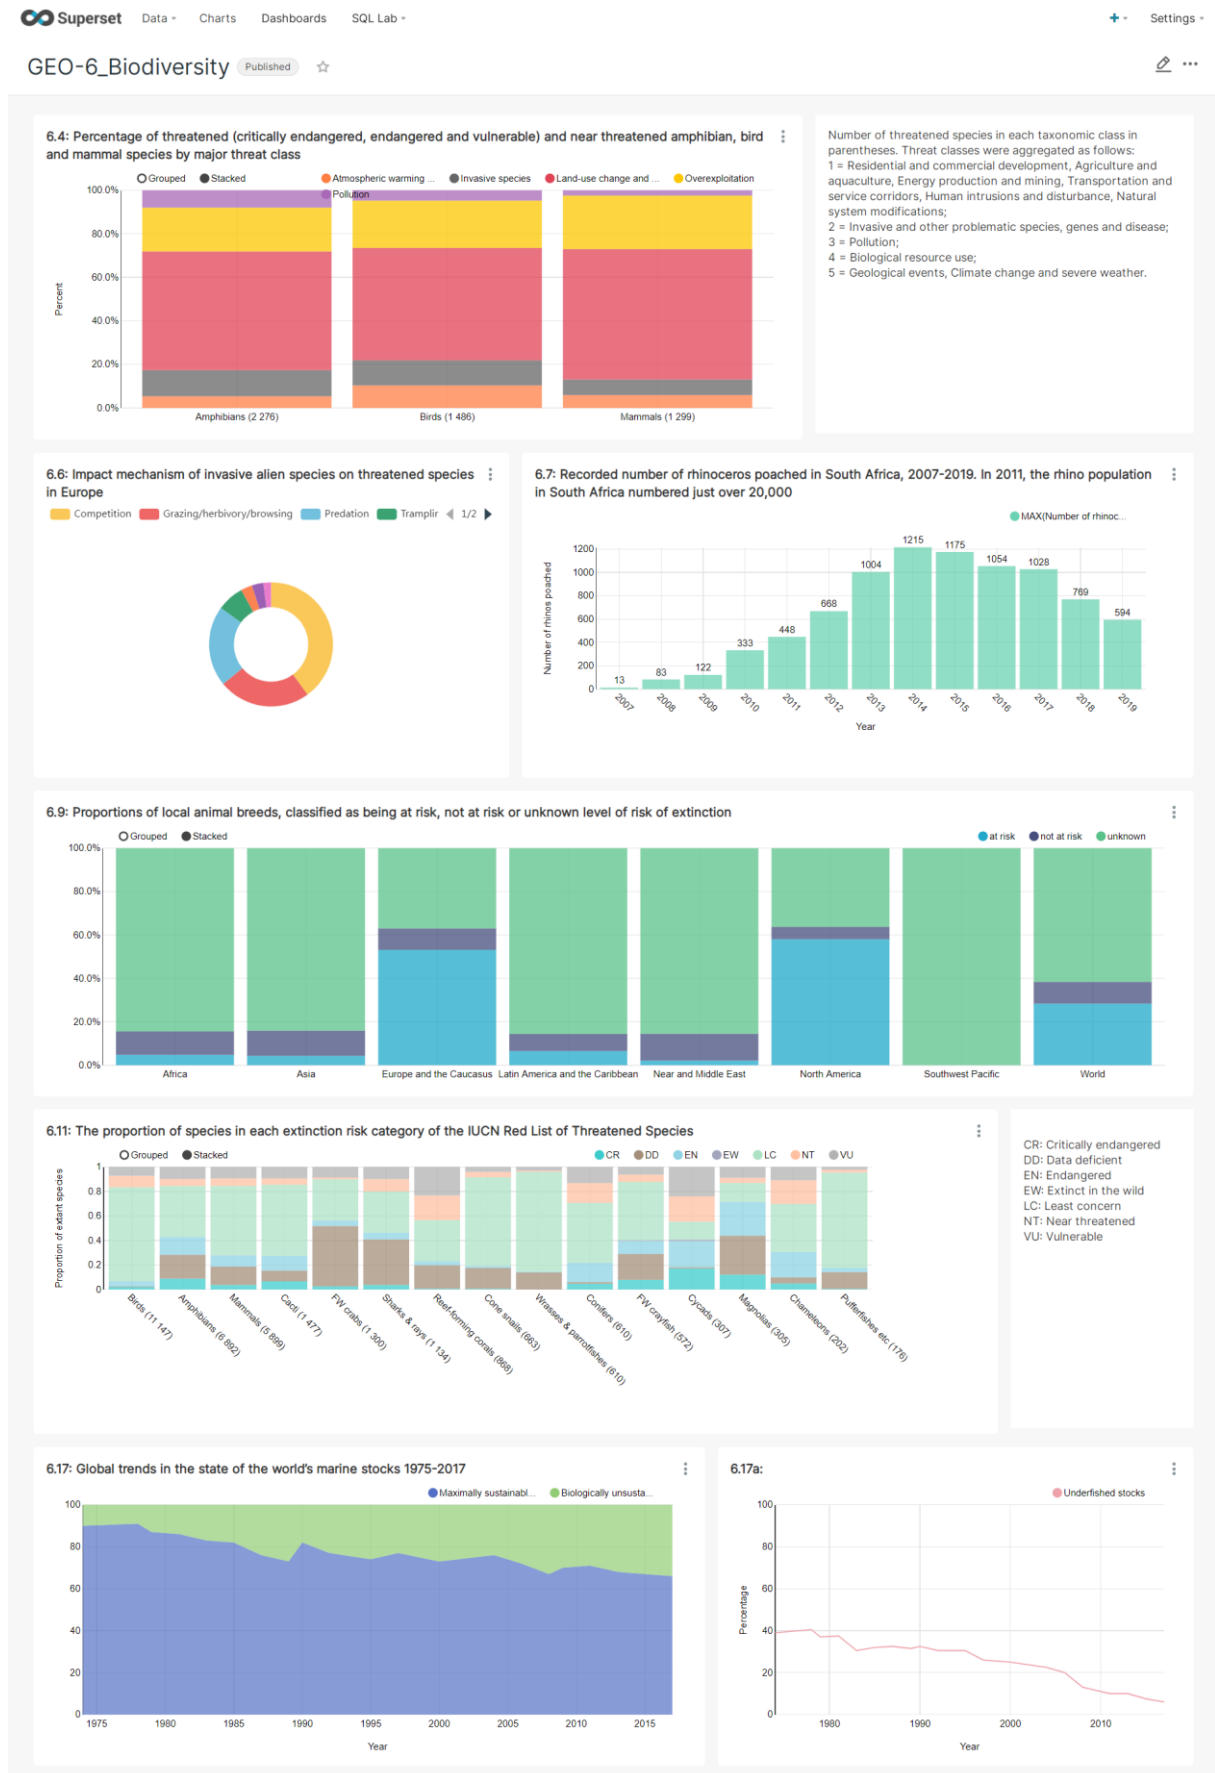 Superset Data Charts Dashboards SQL Lab + Settings
GEO-6_Biodiversity Published
6.4: Percentage of threatened (critically endangered, endangered and vulnerable) and near threatened amphibian, bird
and mammal species by major threat class
Grouped Stacked Atmospheric warming ... Invasive species Land-use change and ... Overexploitation
Pollution
100.0%
80.0%
60.0%
40.0%
20.0%
0.0%
Percent
Amphibians (2 276) Birds (1 486) Mammals (1 299)
Number of threatened species in each taxonomic class in
parentheses. Threat classes were aggregated as follows:
1 = Residential and commercial development, Agriculture and
aquaculture, Energy production and mining, Transportation and
service corridors, Human intrusions and disturbance, Natural
system modifications;
2 = Invasive and other problematic species, genes and disease;
3 = Pollution;
4 = Biological resource use;
5 = Geological events, Climate change and severe weather.
6.6: Impact mechanism of invasive alien species on threatened species
in Europe
Competition Grazing/herbivory/browsing Predation Tramplir 1/2
6.7: Recorded number of rhinoceros poached in South Africa, 2007-2019. In 2011, the rhino population
in South Africa numbered just over 20,000
MAX(Number of rhinoc...
Number of rhinos poached
1200
1000
800
600
400
200
0
13 83 122 333 448 668 1004 1215 1175 1054 1028 769 594
2007 2008 2009 2010 2011 2012 2013 2014 2015 2016 2017 2018 2019
Year
6.9: Proportions of local animal breeds, classified as being at risk, not at risk or unknown level of risk of extinction
Grouped Stacked at risk not at risk unknown
100.0%
80.0%
60.0%
40.0%
20.0%
0.0%
Africa Asia Europe and the Caucasus Latin America and the Caribbean Near and Middle East North America Southwest Pacific World
6.11: The proportion of species in each extinction risk category of the IUCN Red List of Threatened Species
Grouped Stacked CR DD EN EW LC NT VU
Proportion of extant species
1
0.8
0.6
0.4
0.2
0
Birds (11 147)
Amphibians (6 892)
Mammals (5 899)
Cacti (1 477)
FW crabs (1 300)
Sharks & rays (1 134)
Reef-forming corals (868)
Cone snails (663)
Wrasses & parrotfishes (610)
Conifers (610)
FW crayfish (572)
Cycads (307)
Magnolias (305)
Chameleons (202)
Pufferfishes etc (176)
CR: Critically endangered
DD: Data deficient
EN: Endangered
EW: Extinct in the wild
LC: Least concern
NT: Near threatened
VU: Vulnerable
6.17: Global trends in the state of the world's marine stocks 1975-2017
Maximally sustainabl... Biologically unsusta...
100
80
60
40
20
0
1975 1980 1985 1990 1995 2000 2005 2010 2015
Year
6.17a:
Underfished stocks
Percentage
100
80
60
40
20
0
1980 1990 2000 2010
Year